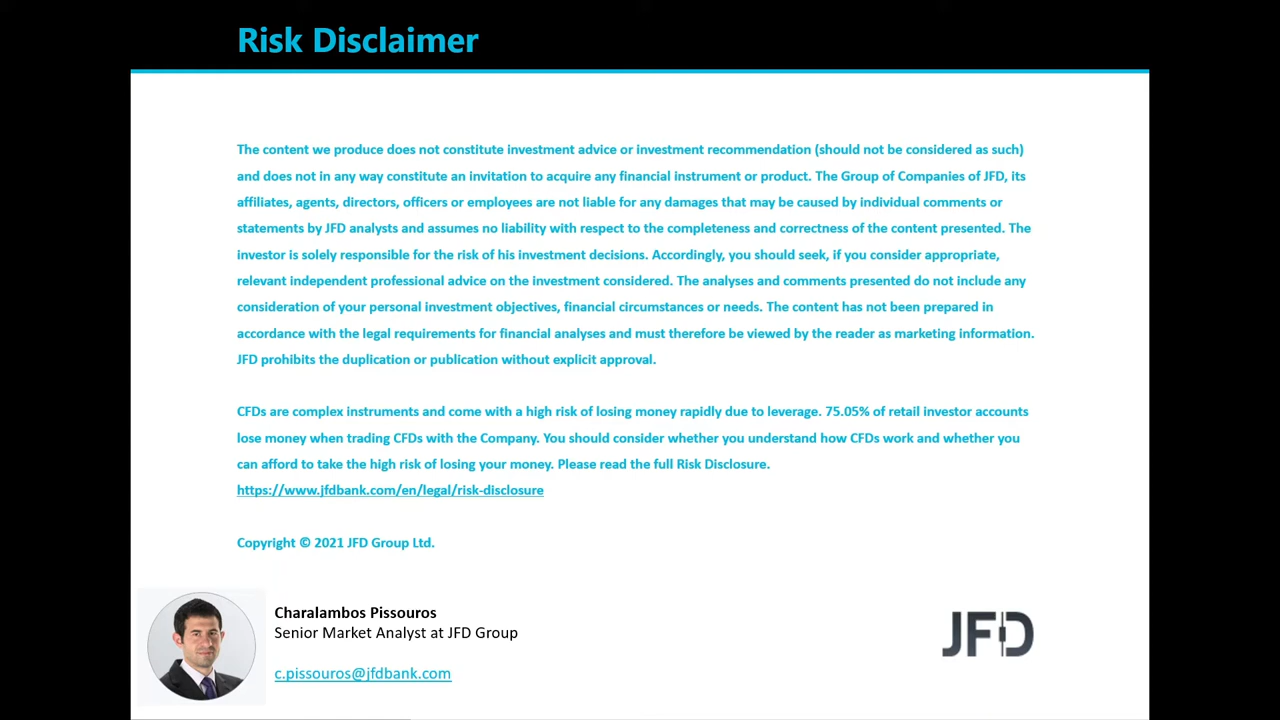 Risk Disclaimer
The content we produce does not constitute investment advice or investment recommendation (should not be considered as such)
and does not in any way constitute an invitation to acquire any financial instrument or product. The Group of Companies of JFD, its
affiliates, agents, directors, officers or employees are not liable for any damages that may be caused by individual comments or
statements by JFD analysts and assumes no liability with respect to the completeness and correctness of the content presented. The
investor is solely responsible for the risk of his investment decisions. Accordingly, you should seek, if you consider appropriate,
relevant independent professional advice on the investment considered. The analyses and comments presented do not include any
consideration of your personal investment objectives, financial circumstances or needs. The content has not been prepared in
accordance with the legal requirements for financial analyses and must therefore be viewed by the reader as marketing information.
JFD prohibits the duplication or publication without explicit approval.
CFDs are complex instruments and come with a high risk of losing money rapidly due to leverage. 75.05% of retail investor accounts
lose money when trading CFDs with the Company. You should consider whether you understand how CFDs work and whether you
can afford to take the high risk of losing your money. Please read the full Risk Disclosure.
https://www.jfdbank.com/en/legal/risk-disclosure
Copyright © 2021 JFD Group Ltd.
Charalambos Pissouros
Senior Market Analyst at JFD Group
c.pissouros@jfdbank.com
JFD